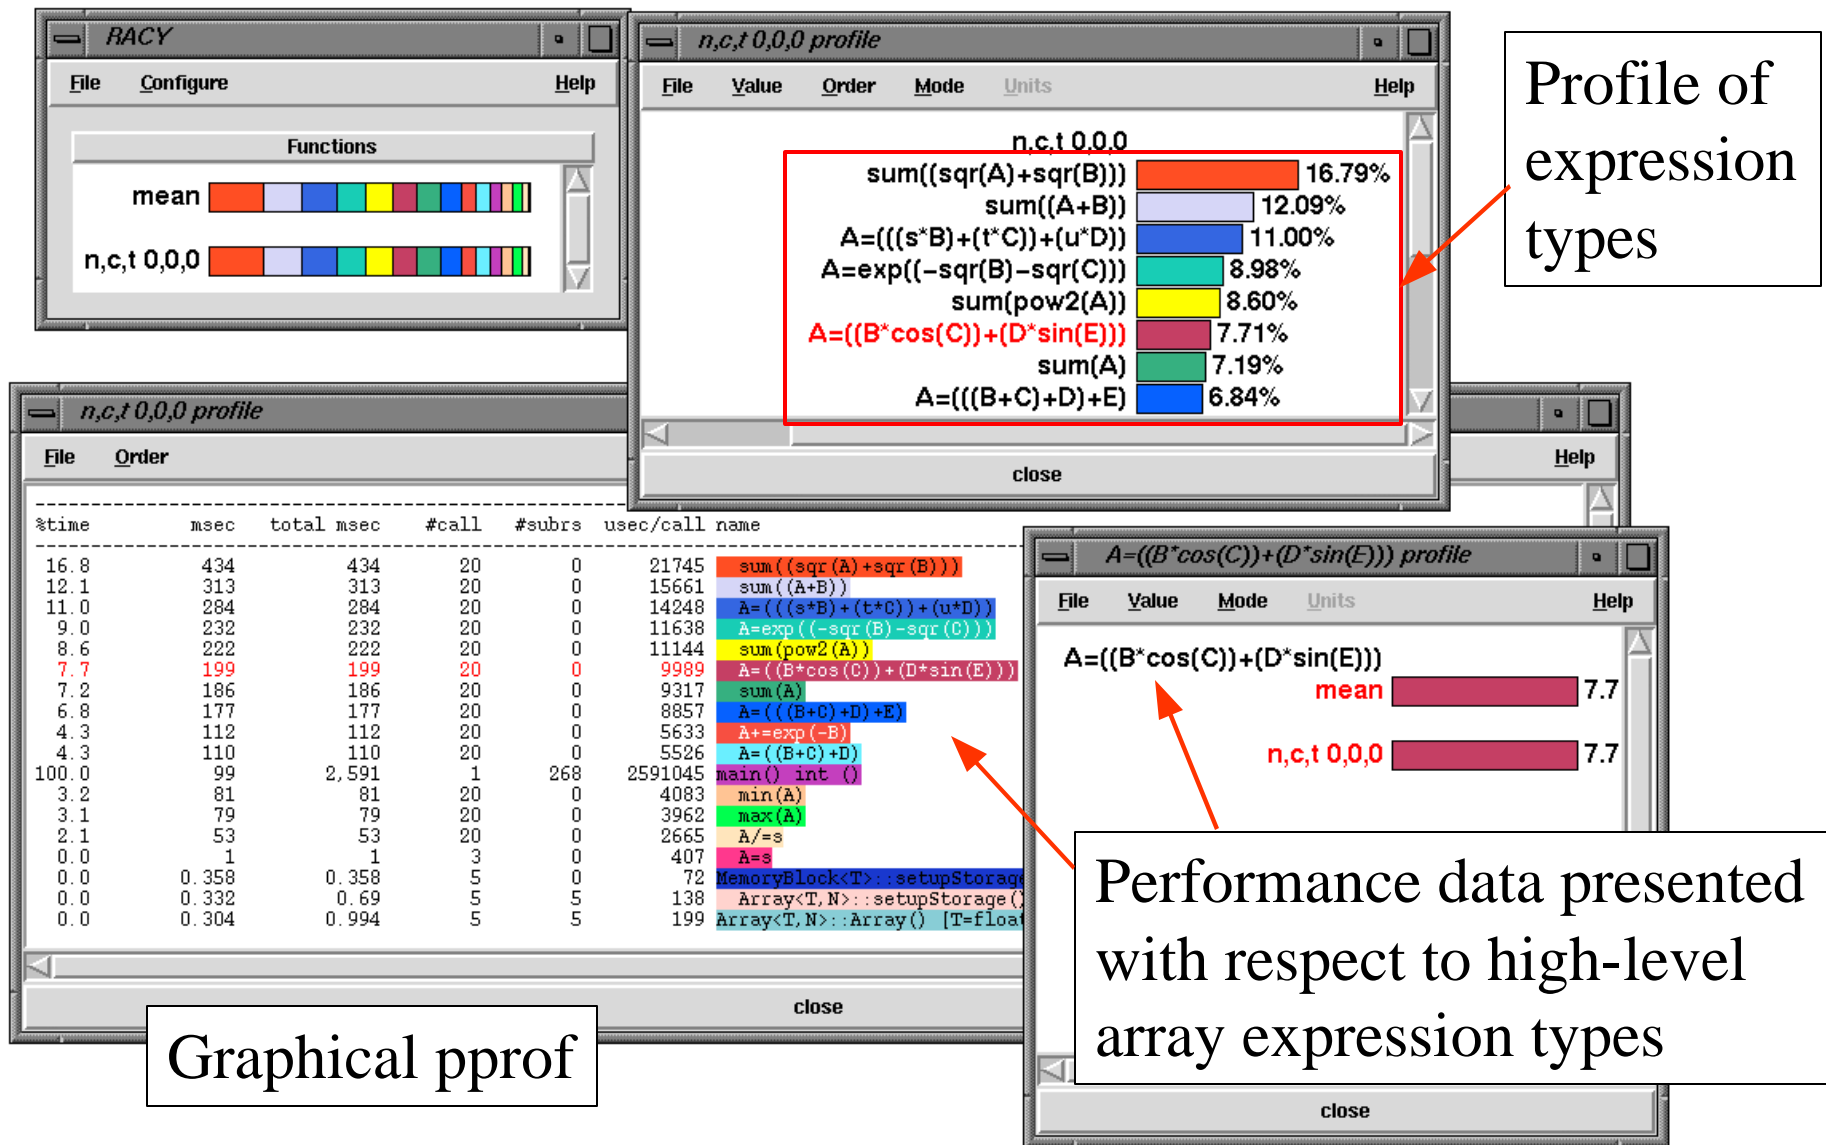 RACY
File Configure Help
Functions
mean
n,c,t 0,0,0
n,c,t 0,0,0 profile
File Value Order Mode Units Help
n,c,t 0,0,0
sum((sqr(A)+sqr(B))) 16.79%
sum((A+B)) 12.09%
A=(((s*B)+(t*C))+(u*D)) 11.00%
A=exp((-sqr(B)-sqr(C))) 8.98%
sum(pow2(A)) 8.60%
A=((B*cos(C))+(D*sin(E))) 7.71%
sum(A) 7.19%
A=(((B+C)+D)+E) 6.84%
close
Profile of
expression
types
n,c,t 0,0,0 profile
File Order Help
%time msec total msec #call #subrs usec/call name
16.8 434 434 20 0 21745 sum((sqr(A)+sqr(B)))
12.1 313 313 20 0 15661 sum((A+B))
11.0 284 284 20 0 14248 A=(((s*B)+(t*C))+(u*D))
9.0 232 232 20 0 11638 A=exp((-sqr(B)-sqr(C)))
8.6 222 222 20 0 11144 sum(pow2(A))
7.7 199 199 20 0 9989 A=((B*cos(C))+(D*sin(E)))
7.2 186 186 20 0 9317 sum(A)
6.8 177 177 20 0 8857 A=(((B+C)+D)+E)
4.3 112 112 20 0 5633 A+=exp(-B)
4.3 110 110 20 0 5526 A=((B+C)+D)
100.0 99 2,591 1 268 2591045 main() int ()
3.2 81 81 20 0 4083 min(A)
3.1 79 79 20 0 3962 max(A)
2.1 53 53 20 0 2665 A/=s
0.0 1 1 3 0 407 A=s
0.0 0.358 0.358 5 0 72 MemoryBlock<T>::setupStorage
0.0 0.332 0.69 5 5 138 Array<T,N>::setupStorage()
0.0 0.304 0.994 5 5 199 Array<T,N>::Array() [T=float
close
Graphical pprof
A=((B*cos(C))+(D*sin(E))) profile
File Value Mode Units Help
A=((B*cos(C))+(D*sin(E)))
mean 7.7
n,c,t 0,0,0 7.7
Performance data presented
with respect to high-level
array expression types
close